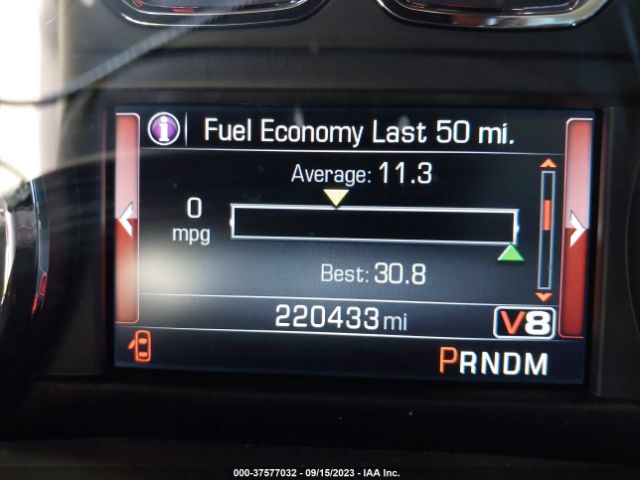 i Fuel Economy Last 50 mi.
Average: 11.3
0
mpg
Best: 30.8
220433 mi V8
PRNDM
000-37577032 - 09/15/2023 - IAA Inc.